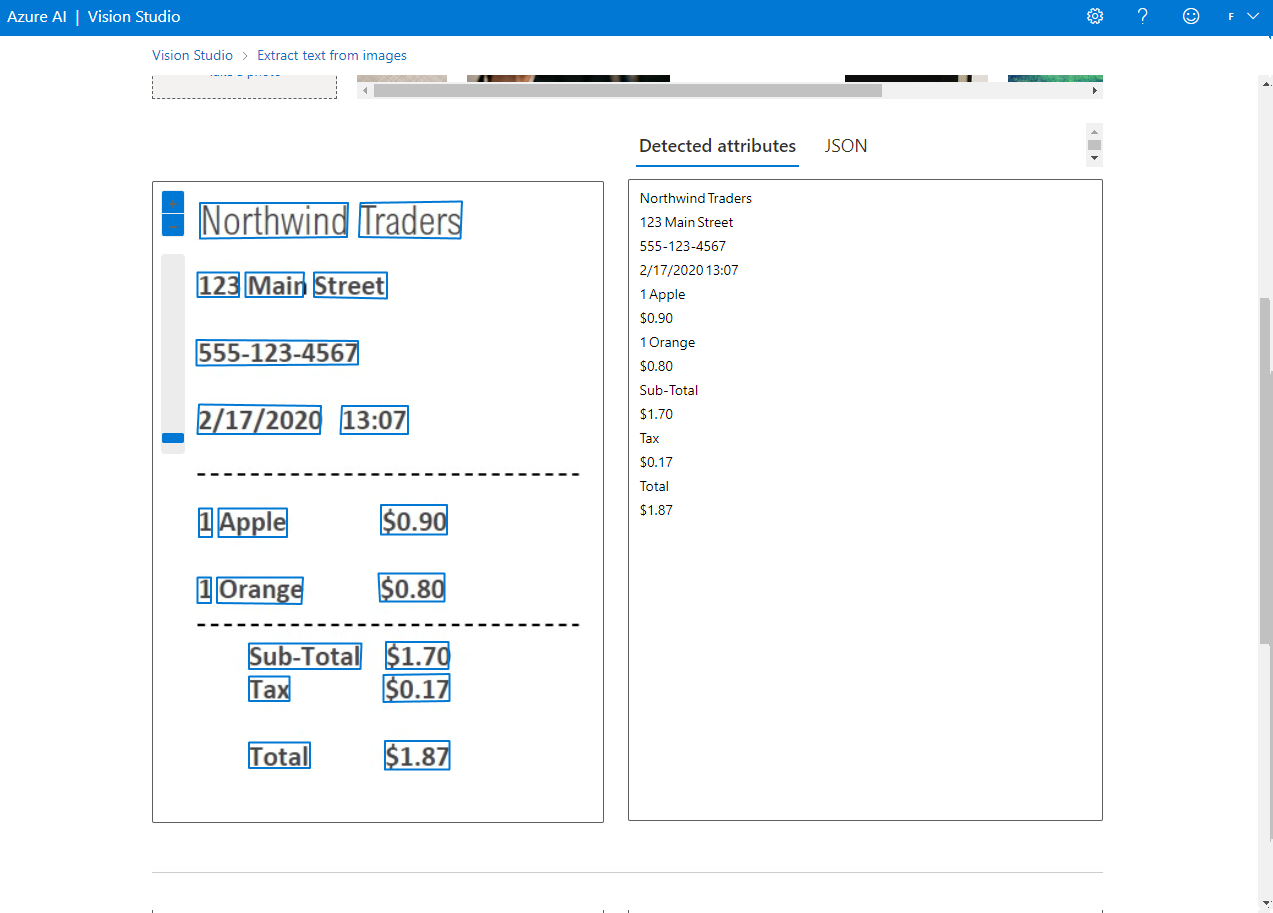 Azure AI | Vision Studio
? F
Vision Studio > Extract text from images
Detected attributes JSON
+
-
Northwind Traders
123 Main Street
555-123-4567
2/17/2020 13:07
1 Apple $0.90
1 Orange $0.80
Sub-Total $1.70
Tax $0.17
Total $1.87
Northwind Traders
123 Main Street
555-123-4567
2/17/2020 13:07
1 Apple
$0.90
1 Orange
$0.80
Sub-Total
$1.70
Tax
$0.17
Total
$1.87